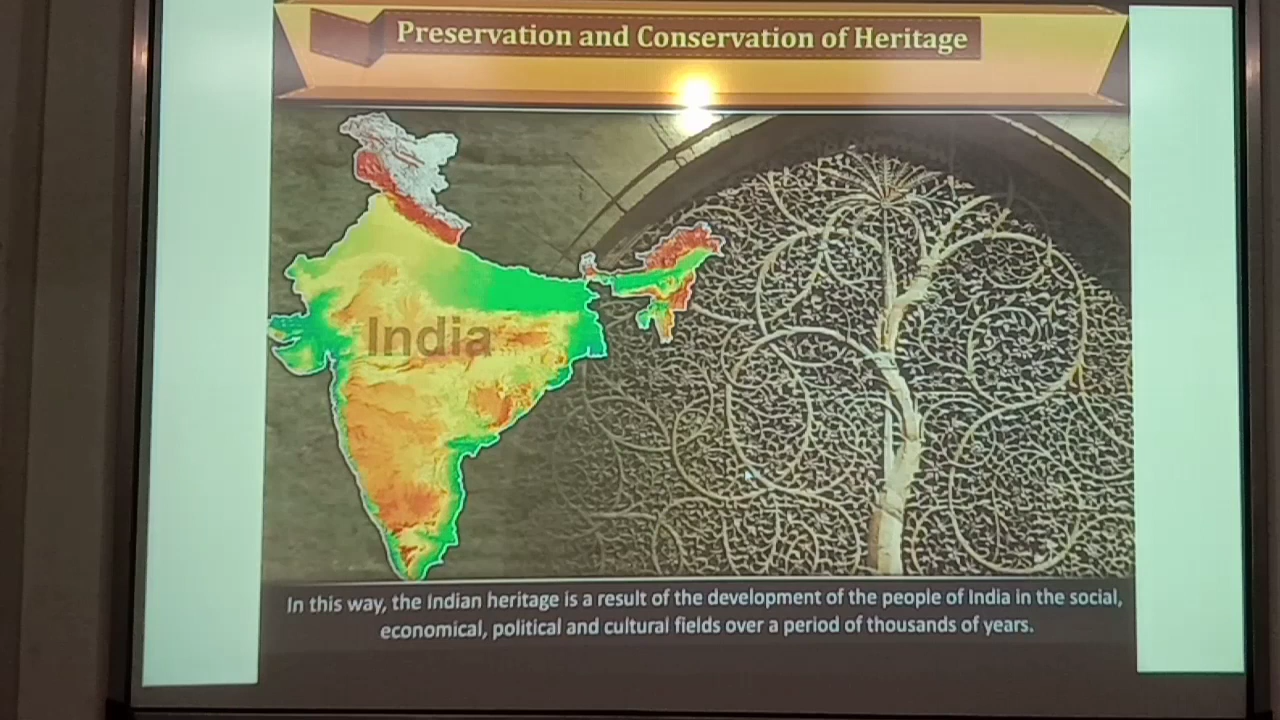 Preservation and Conservation of Heritage
India
In this way, the Indian heritage is a result of the development of the people of India in the social,
economical, political and cultural fields over a period of thousands of years.